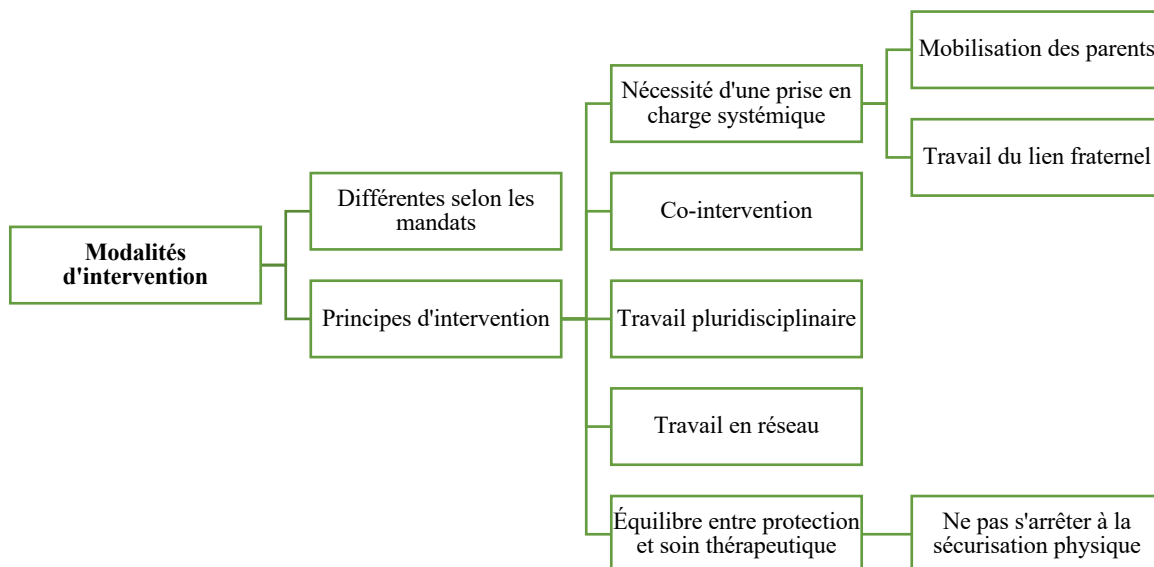 Modalités
d'intervention
Différentes selon les
mandats
Principes d'intervention
Nécessité d'une prise en
charge systémique
Mobilisation des parents
Travail du lien fraternel
Co-intervention
Travail pluridisciplinaire
Travail en réseau
Équilibre entre protection
et soin thérapeutique
Ne pas s'arrêter à la
sécurisation physique